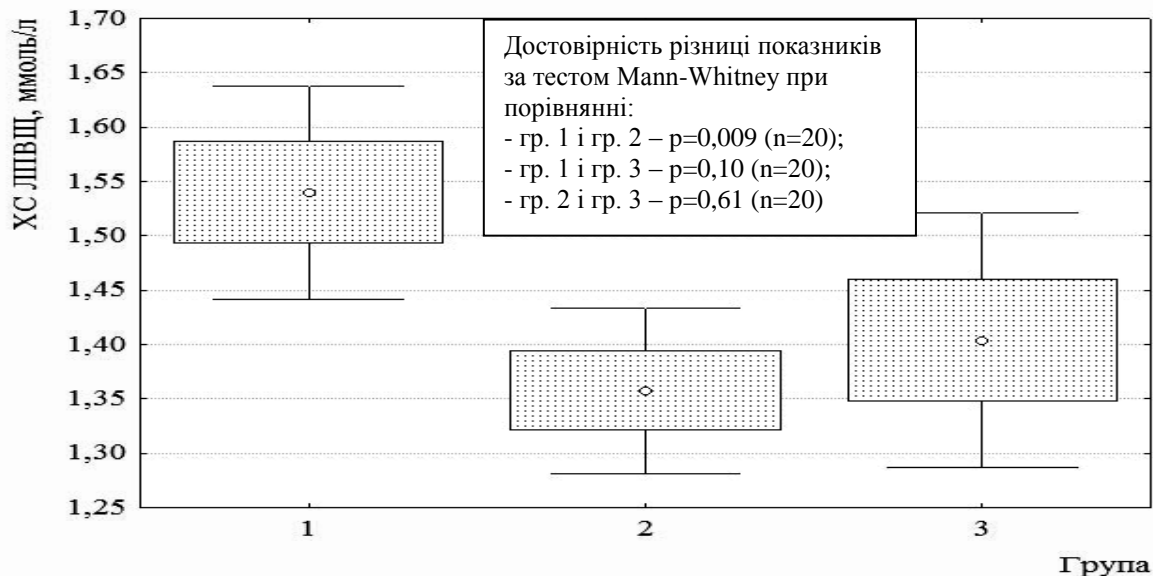 ХС ЛПВЩ, ммоль/л
1,70
1,65
1,60
1,55
1,50
1,45
1,40
1,35
1,30
1,25
Достовірність різниці показників
за тестом Mann-Whitney при
порівнянні:
- гр. 1 і гр. 2 – p=0,009 (n=20);
- гр. 1 і гр. 3 – p=0,10 (n=20);
- гр. 2 і гр. 3 – p=0,61 (n=20)
1 2 3
Група